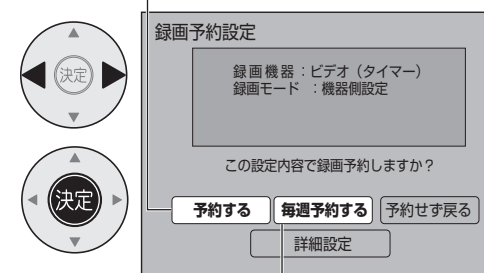 決定
決定
録画予約設定
録画機器：ビデオ（タイマー）
録画モード ：機器側設定
この設定内容で録画予約しますか？
予約する 毎週予約する 予約せず戻る
詳細設定